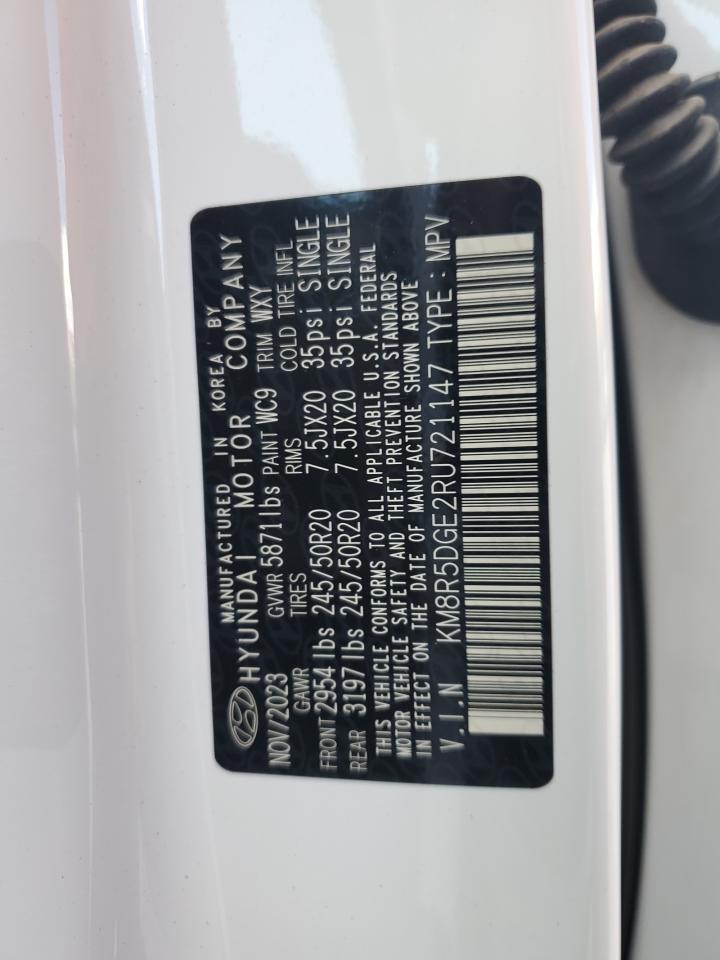 MANUFACTURED IN KOREA BY
HYUNDAI MOTOR COMPANY
NOV/2023 GVWR 5871lbs PAINT WC9 TRIM WXY
GAWR TIRES RIMS COLD TIRE INFL
FRONT 2954 lbs 245/50R20 7.5JX20 35psi SINGLE
REAR 3197 lbs 245/50R20 7.5JX20 35psi SINGLE
THIS VEHICLE CONFORMS TO ALL APPLICABLE U.S.A. FEDERAL
MOTOR VEHICLE SAFETY AND THEFT PREVENTION STANDARDS
IN EFFECT ON THE DATE OF MANUFACTURE SHOWN ABOVE
V.I.N KM8R5DGE2RU721147 TYPE : MPV